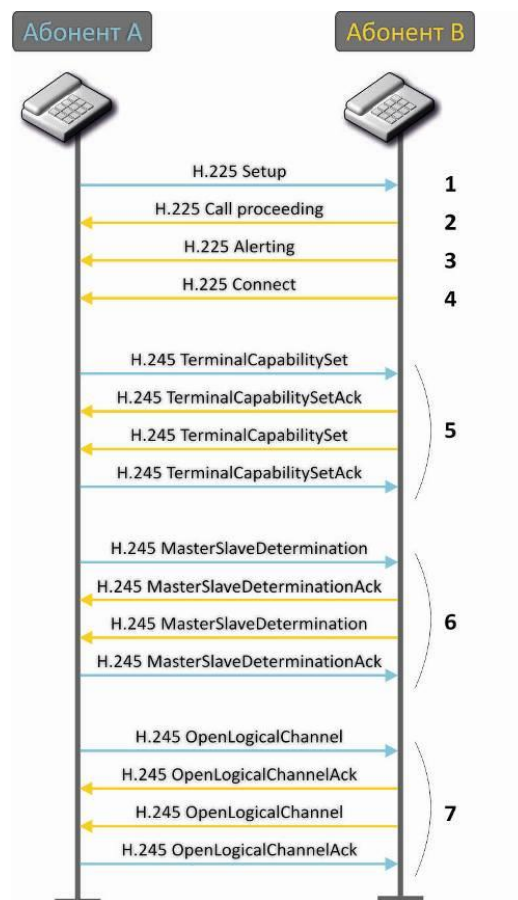 Абонент А
Абонент В
H.225 Setup
1
H.225 Call proceeding
2
H.225 Alerting
3
H.225 Connect
4
H.245 TerminalCapabilitySet
H.245 TerminalCapabilitySetAck
5
H.245 TerminalCapabilitySet
H.245 TerminalCapabilitySetAck
H.245 MasterSlaveDetermination
H.245 MasterSlaveDeterminationAck
6
H.245 MasterSlaveDetermination
H.245 MasterSlaveDeterminationAck
H.245 OpenLogicalChannel
H.245 OpenLogicalChannelAck
7
H.245 OpenLogicalChannel
H.245 OpenLogicalChannelAck